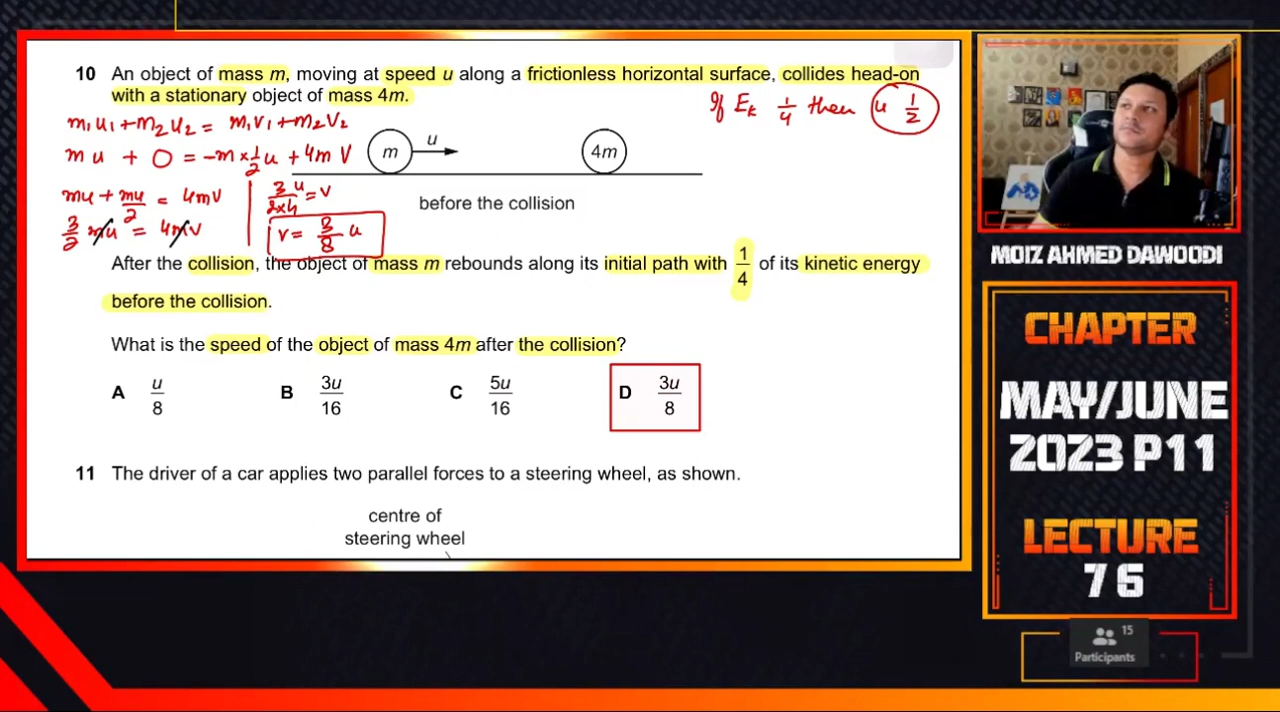 10 An object of mass m, moving at speed u along a frictionless horizontal surface, collides head-on
with a stationary object of mass 4m.
If Ek 1/4 then u 1/2
m₁u₁+m₂u₂ = m₁v₁+m₂v₂
mu + 0 = -m×1/2u + 4mV
mu + mu/2 = 4mV
3/2 mu = 4mV
3u/2×4 = V
V = 3/8 u
m
u
4m
before the collision
After the collision, the object of mass m rebounds along its initial path with 1/4 of its kinetic energy
before the collision.
What is the speed of the object of mass 4m after the collision?
A u/8 B 3u/16 C 5u/16 D 3u/8
11 The driver of a car applies two parallel forces to a steering wheel, as shown.
centre of
steering wheel
MOIZ AHMED DAWOODI
CHAPTER
MAY/JUNE
2023 P11
LECTURE
76
15
Participants